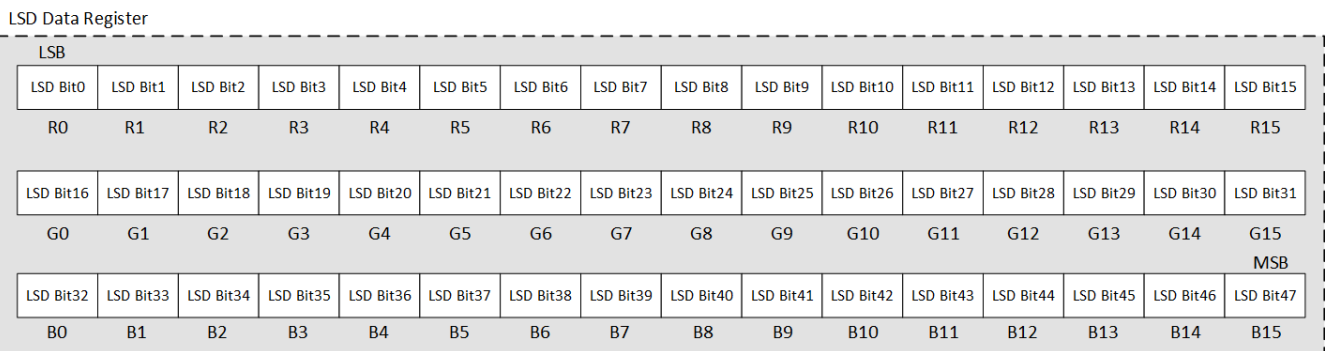 LSD Data Register
LSB
LSD Bit0 LSD Bit1 LSD Bit2 LSD Bit3 LSD Bit4 LSD Bit5 LSD Bit6 LSD Bit7 LSD Bit8 LSD Bit9 LSD Bit10 LSD Bit11 LSD Bit12 LSD Bit13 LSD Bit14 LSD Bit15
R0 R1 R2 R3 R4 R5 R6 R7 R8 R9 R10 R11 R12 R13 R14 R15
LSD Bit16 LSD Bit17 LSD Bit18 LSD Bit19 LSD Bit20 LSD Bit21 LSD Bit22 LSD Bit23 LSD Bit24 LSD Bit25 LSD Bit26 LSD Bit27 LSD Bit28 LSD Bit29 LSD Bit30 LSD Bit31
G0 G1 G2 G3 G4 G5 G6 G7 G8 G9 G10 G11 G12 G13 G14 G15
MSB
LSD Bit32 LSD Bit33 LSD Bit34 LSD Bit35 LSD Bit36 LSD Bit37 LSD Bit38 LSD Bit39 LSD Bit40 LSD Bit41 LSD Bit42 LSD Bit43 LSD Bit44 LSD Bit45 LSD Bit46 LSD Bit47
B0 B1 B2 B3 B4 B5 B6 B7 B8 B9 B10 B11 B12 B13 B14 B15